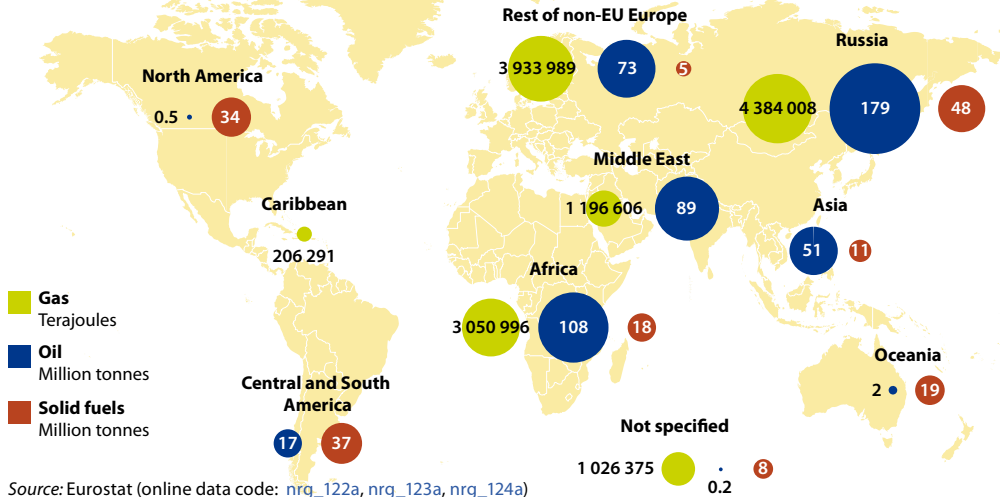 Rest of non-EU Europe
3 933 989 73 5
Russia
4 384 008 179 48
North America
0.5 34
Middle East
1 196 606 89
Caribbean
206 291
Asia
51 11
Africa
3 050 996 108 18
Gas
Terajoules
Oil
Million tonnes
Solid fuels
Million tonnes
Central and South
America
17 37
Oceania
2 19
Not specified
1 026 375 0.2 8
Source: Eurostat (online data code: nrg_122a, nrg_123a, nrg_124a)